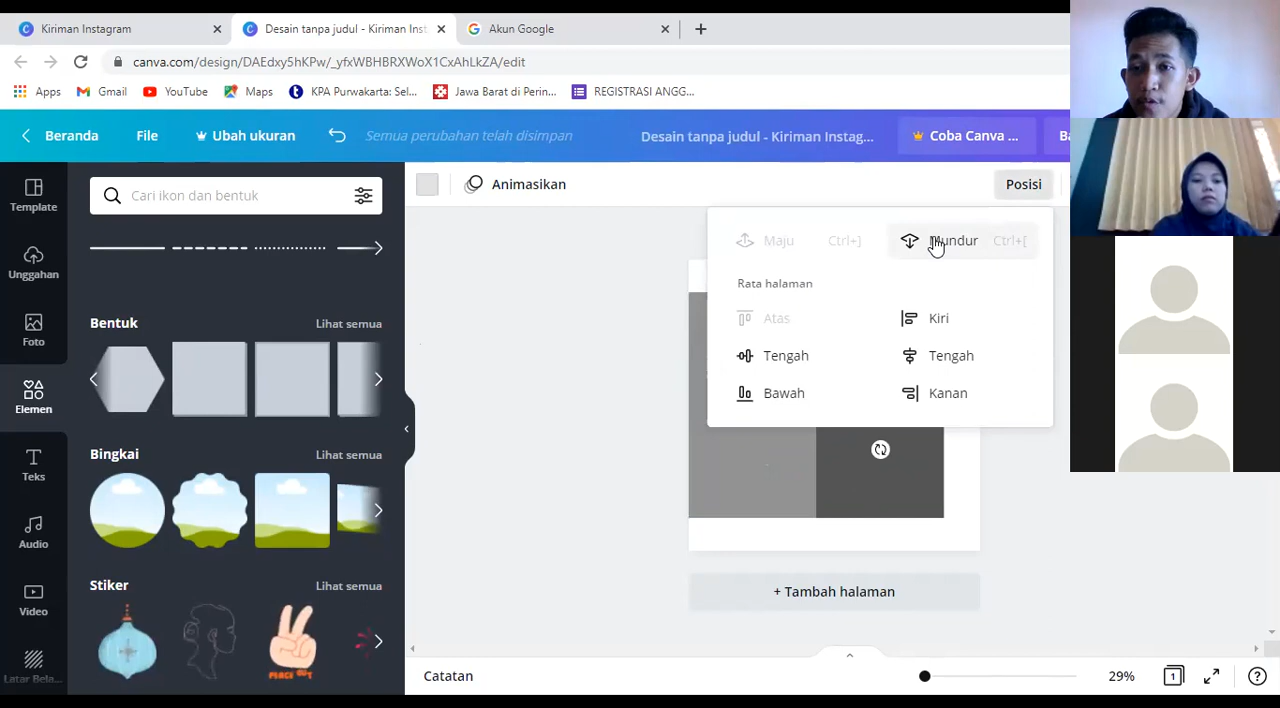 Kiriman Instagram
Desain tanpa judul - Kiriman Inst
Akun Google
canva.com/design/DAEdxy5hKPw/_yfxWBHBRXWoX1CxAhLkZA/edit
Apps
Gmail
YouTube
Maps
KPA Purwakarta: Sel...
Jawa Barat di Perin...
REGISTRASI ANGG...
Beranda
File
Ubah ukuran
Semua perubahan telah disimpan
Desain tanpa judul - Kiriman Instag...
Coba Canva ...
Template
Unggahan
Foto
Elemen
Teks
Audio
Video
Latar Bela...
Cari ikon dan bentuk
Bentuk
Lihat semua
Bingkai
Lihat semua
Stiker
Lihat semua
PEACE OUT
Animasikan
Posisi
Maju Ctrl+]
Mundur Ctrl+[
Rata halaman
Atas
Kiri
Tengah
Tengah
Bawah
Kanan
+ Tambah halaman
Catatan
29%
1
?